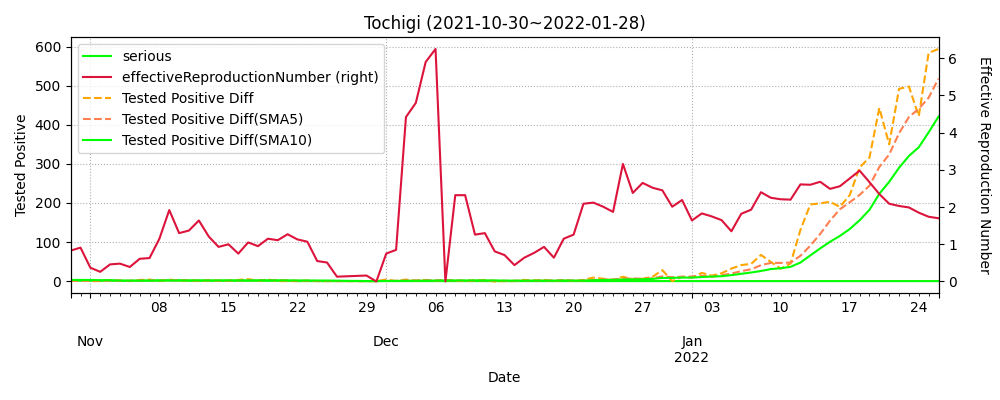 Tochigi (2021-10-30~2022-01-28)
serious
effectiveReproductionNumber (right)
Tested Positive Diff
Tested Positive Diff(SMA5)
Tested Positive Diff(SMA10)
Tested Positive
600
500
400
300
200
100
0
Effective Reproduction Number
6
5
4
3
2
1
0
08 15 22 29 06 13 20 27 03 10 17 24
Nov Dec Jan
2022
Date